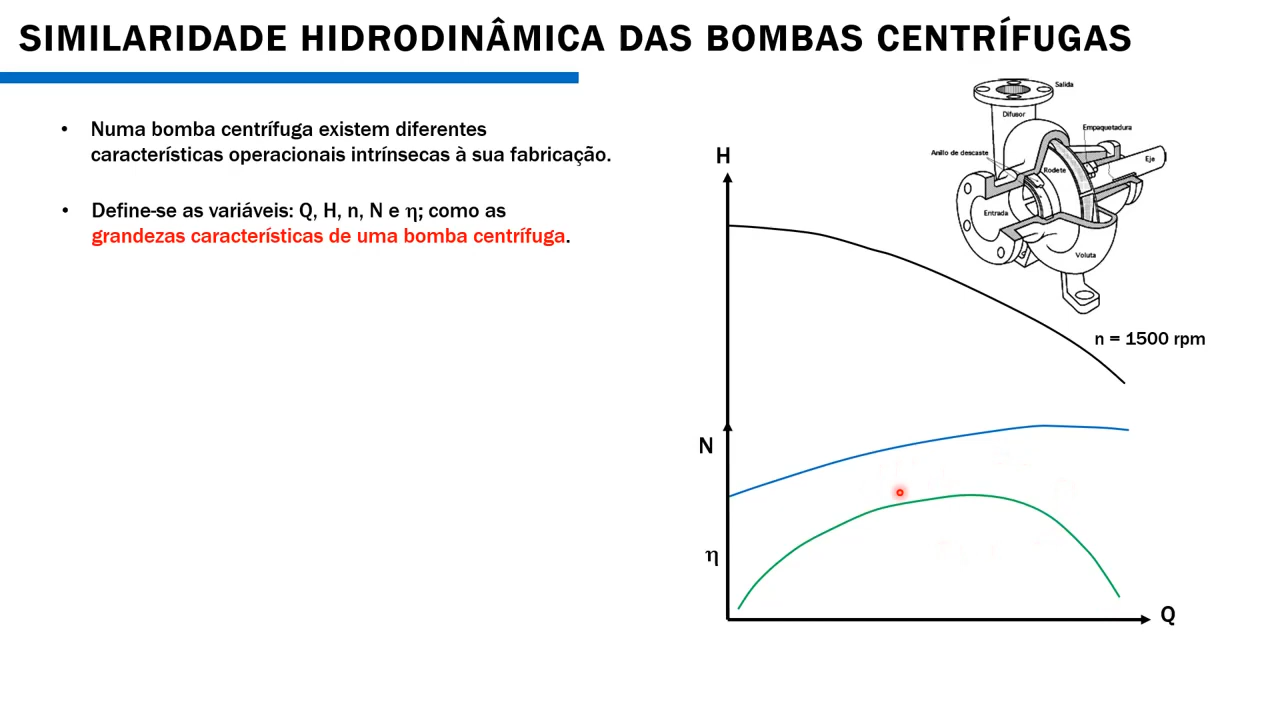 SIMILARIDADE HIDRODINÂMICA DAS BOMBAS CENTRÍFUGAS
• Numa bomba centrífuga existem diferentes
características operacionais intrínsecas à sua fabricação.
• Define-se as variáveis: Q, H, n, N e η; como as
grandezas características de uma bomba centrífuga.
Salida
Difusor
Empaquetadura
Anillo de descaste
Eje
Rodete
Entrada
Voluta
H
n = 1500 rpm
N
η
Q